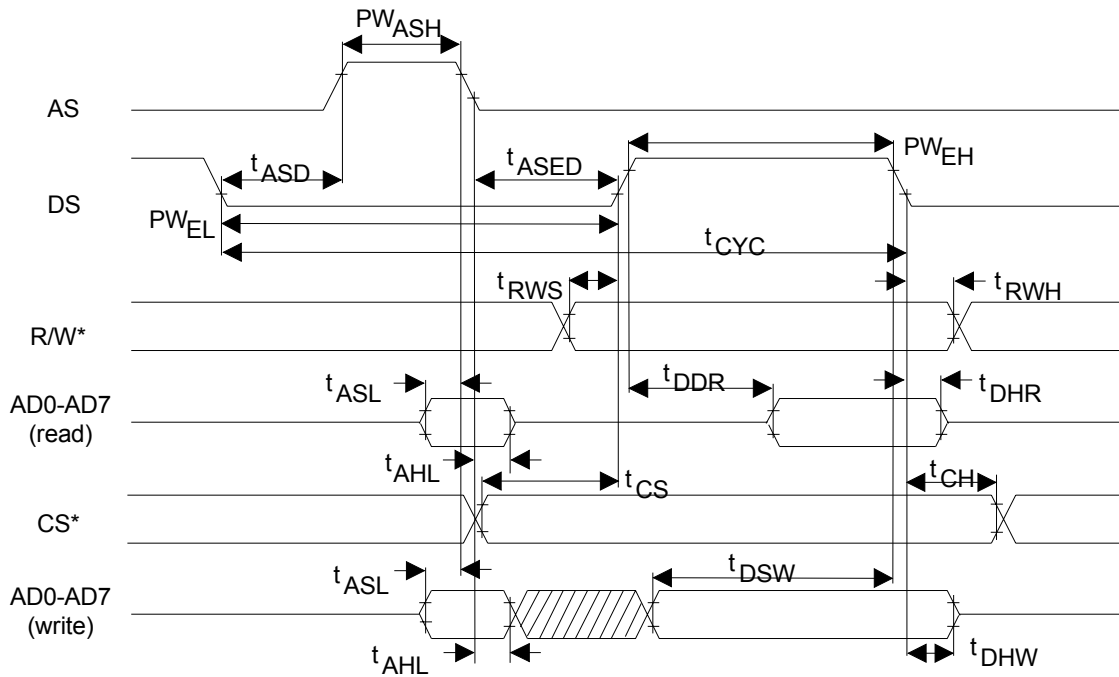 PWASH
AS
tASD
tASED
PWEH
DS
PWEL
tCYC
tRWS
tRWH
R/W*
tASL
tDDR
tDHR
AD0-AD7
(read)
tAHL
tCS
tCH
CS*
tASL
tDSW
AD0-AD7
(write)
tAHL
tDHW